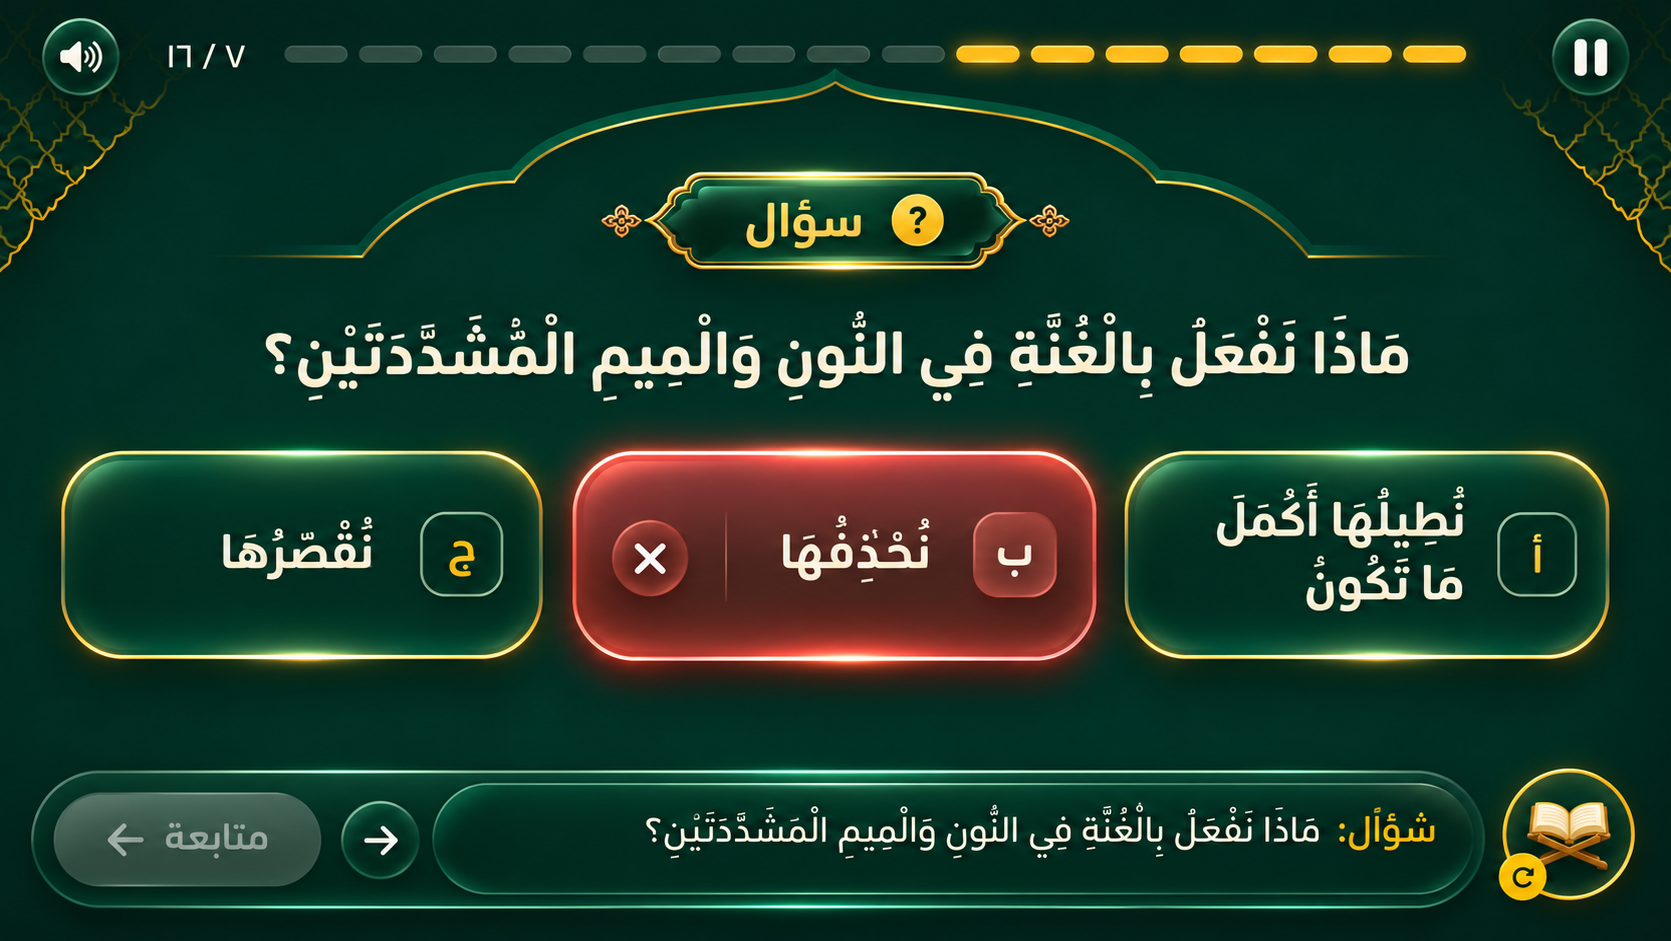 ١٦ / ٧
سؤال ?
مَاذَا نَفْعَلُ بِالْغُنَّةِ فِي النُّونِ وَالْمِيمِ الْمُّشَدَّدَتَيْنِ؟
أ
نُطِيلُهَا أَكُمَلَ
مَا تَكُونُ
ب
نُحْذِفُهَا
ج
نُقْصّرُهَا
شؤاًل: مَاذَا نَفْعَلُ بِالْغُنَّةِ فِي النُّونِ وَالْمِيمِ الْمَشَدَّدَتَيْنِ؟
متابعة